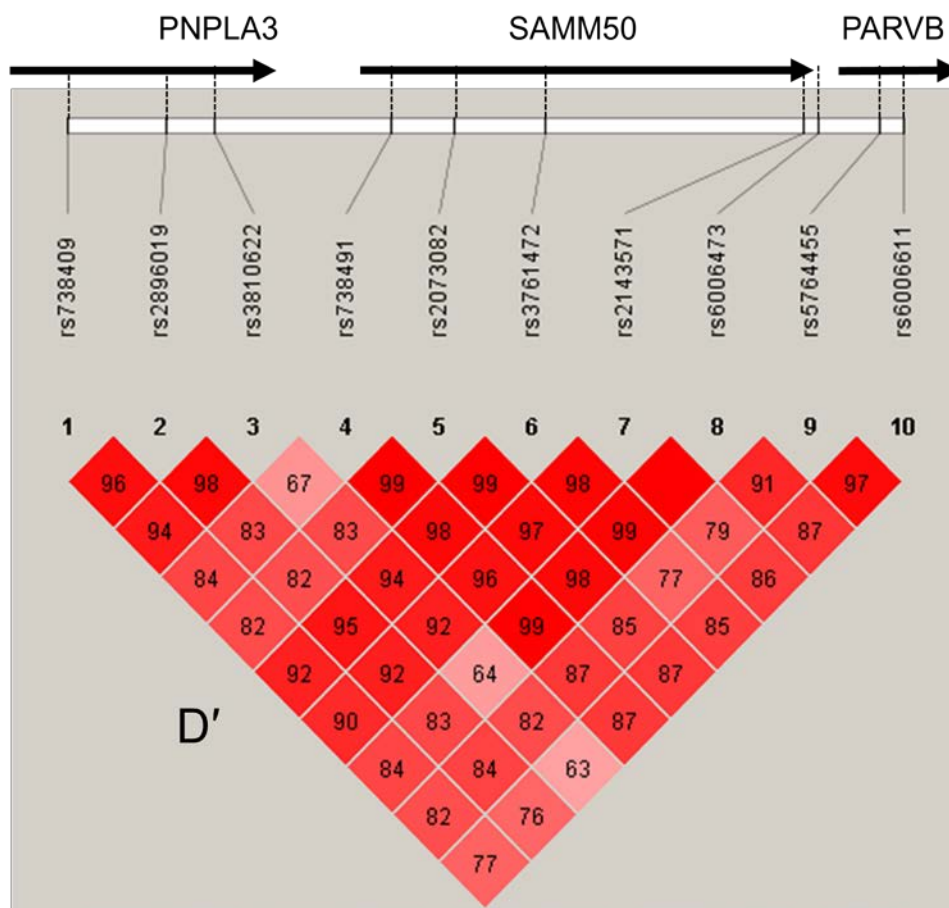 PNPLA3 SAMM50 PARVB
rs738409
rs2896019
rs3810622
rs738491
rs2073082
rs3761472
rs2143571
rs6006473
rs5764455
rs6006611
1 2 3 4 5 6 7 8 9 10
96 98 67 99 99 98 91 97
94 83 83 98 97 99 79 87
84 82 94 96 98 77 86
82 95 92 99 85 85
92 92 64 87 87
D′ 90 83 82 87
84 84 63
82 76
77